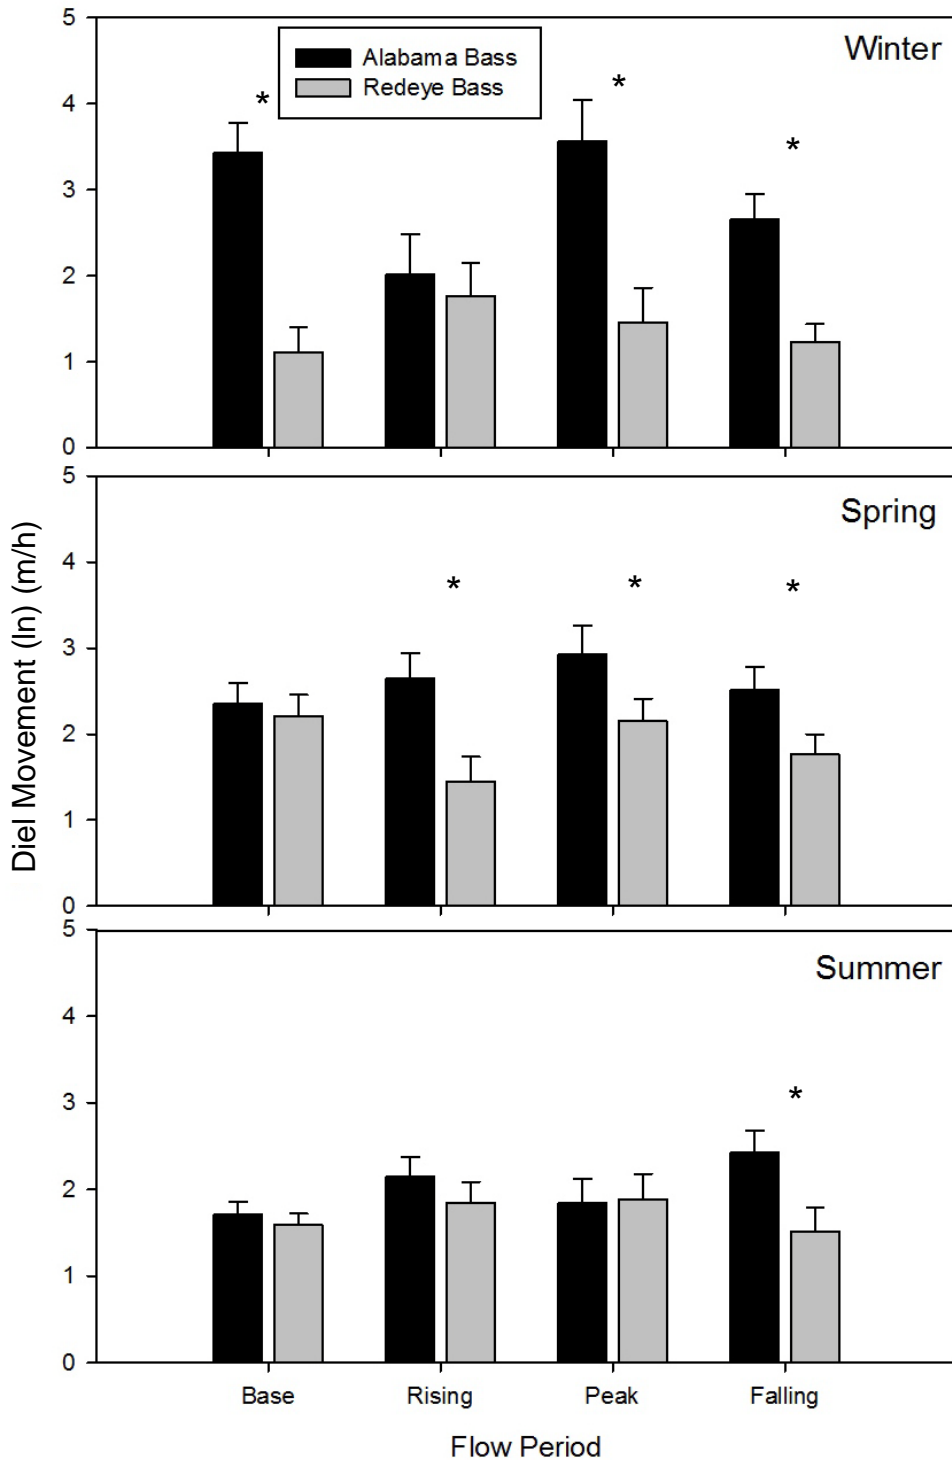 Winter
Alabama Bass
Redeye Bass
5
4
3
2
1
0
* * *
Spring
5
4
3
2
1
0
* * *
Diel Movement (ln) (m/h)
Summer
5
4
3
2
1
0
*
Base Rising Peak Falling
Flow Period